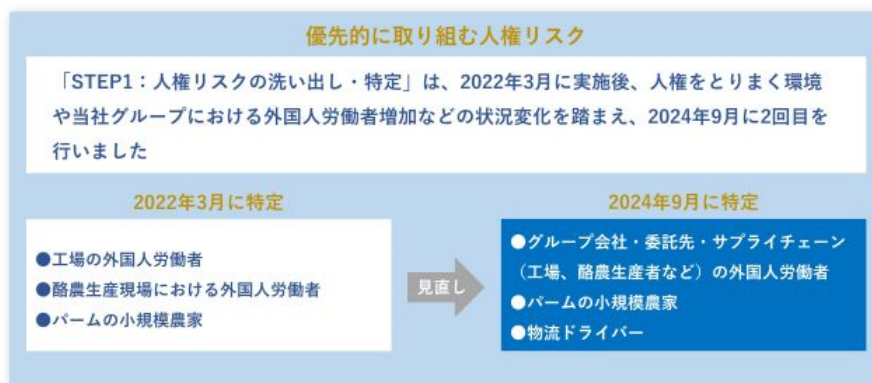 優先的に取り組む人権リスク
「STEP1：人権リスクの洗い出し・特定」は、2022年3月に実施後、人権をとりまく環境
や当社グループにおける外国人労働者増加などの状況変化を踏まえ、2024年9月に2回目を
行いました
2022年3月に特定
●工場の外国人労働者
●酪農生産現場における外国人労働者
●パームの小規模農家
見直し
2024年9月に特定
●グループ会社・委託先・サプライチェーン
（工場、酪農生産者など）の外国人労働者
●パームの小規模農家
●物流ドライバー